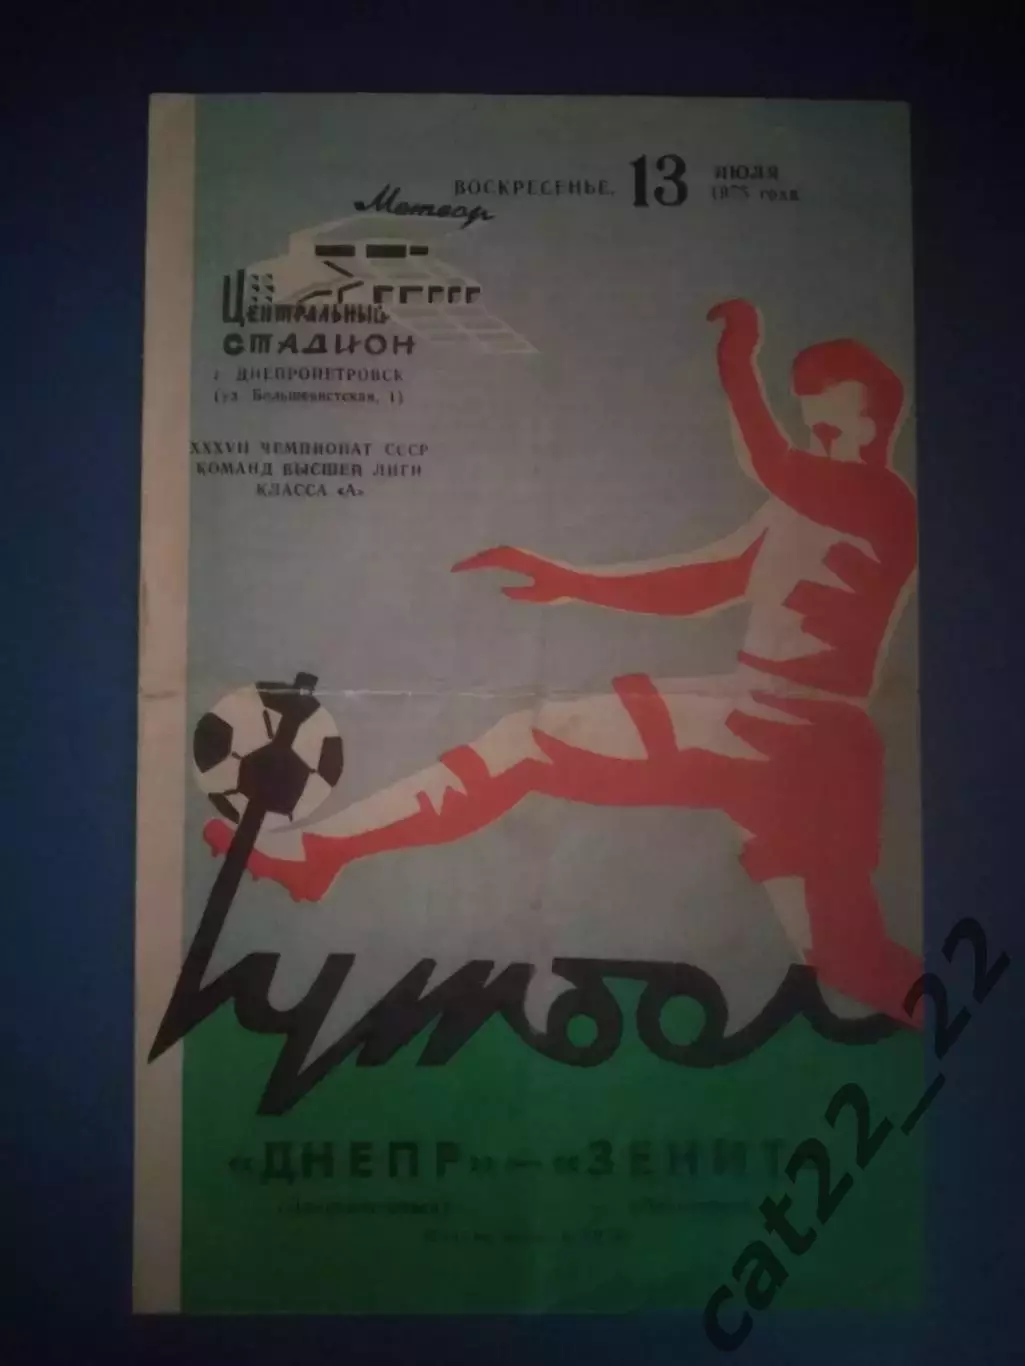 ВОСКРЕСЕНЬЕ, 13 ИЮЛЯ
1975 года
Метеор
Центральный
СТАДИОН
г ДНЕПРОПЕТРОВСК
(ул. Большевистская, 1)
XXXVII ЧЕМПИОНАТ СССР
КОМАНД ВЫСШЕЙ ЛИГИ
КЛАССА «А»
Футбол
«ДНЕПР» — «ЗЕНИТ
cat22_22